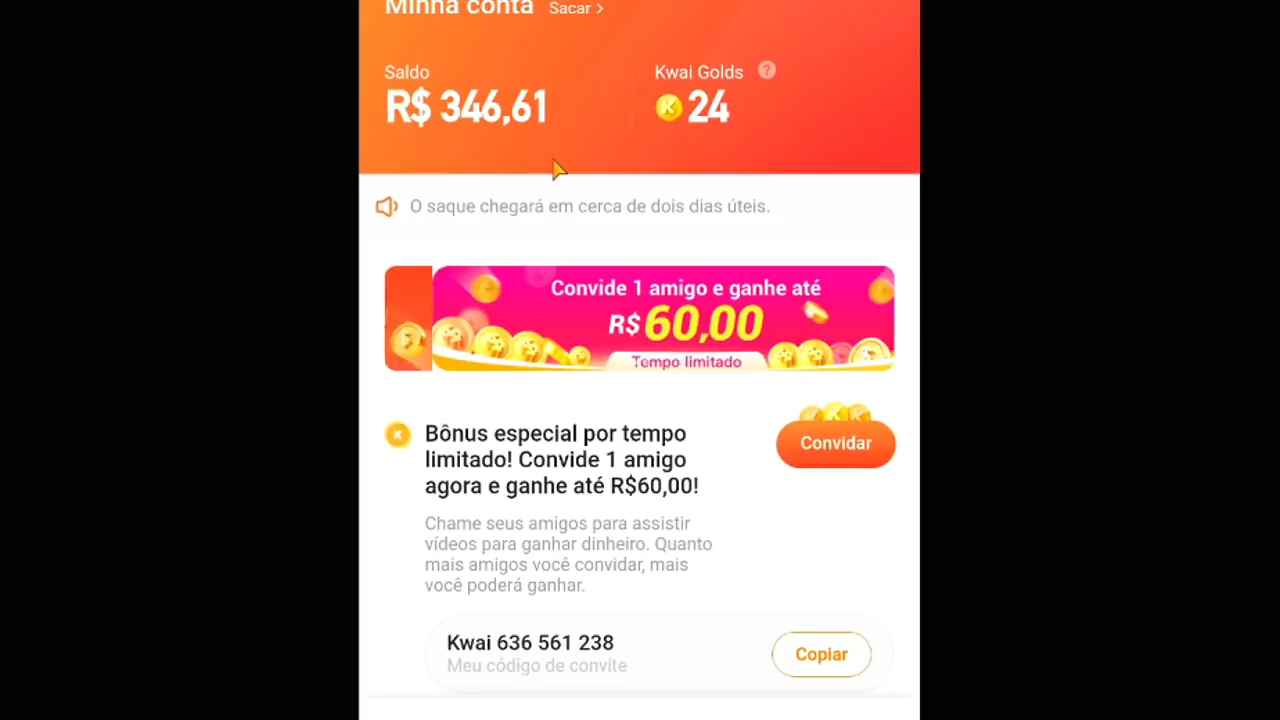 Minha conta Sacar >
Saldo
Kwai Golds ?
R$ 346,61
K 24
O saque chegará em cerca de dois dias úteis.
Convide 1 amigo e ganhe até
R$ 60,00
Tempo limitado
K
Bônus especial por tempo
limitado! Convide 1 amigo
agora e ganhe até R$60,00!
Convidar
Chame seus amigos para assistir
vídeos para ganhar dinheiro. Quanto
mais amigos você convidar, mais
você poderá ganhar.
Kwai 636 561 238
Meu código de convite
Copiar